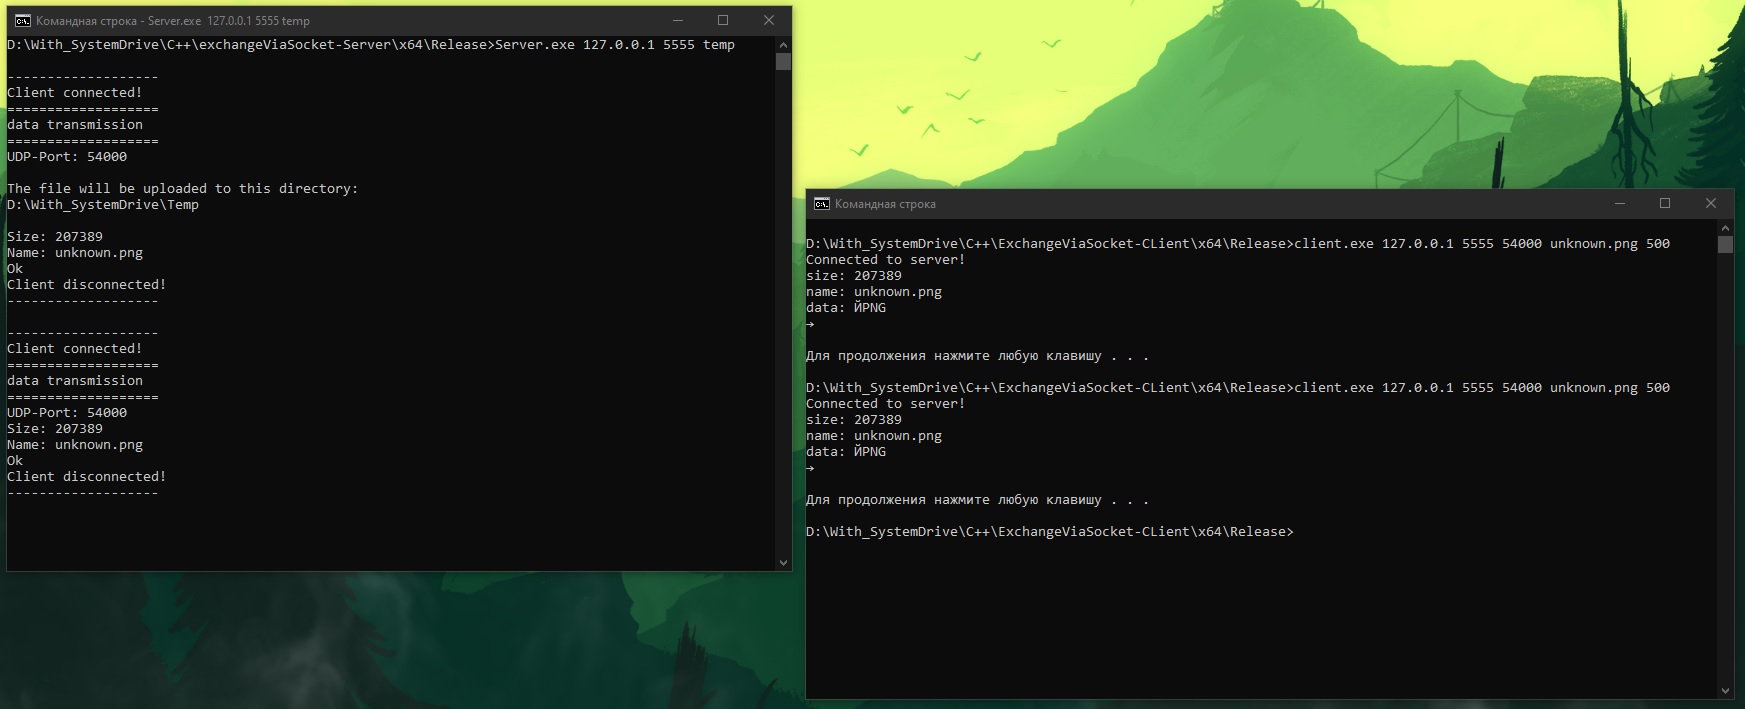 Командная строка - Server.exe 127.0.0.1 5555 temp
D:\With_SystemDrive\C++\exchangeViaSocket-Server\x64\Release>Server.exe 127.0.0.1 5555 temp
-------------------
Client connected!
===================
data transmission
===================
UDP-Port: 54000
The file will be uploaded to this directory:
D:\With_SystemDrive\Temp
Size: 207389
Name: unknown.png
Ok
Client disconnected!
-------------------
-------------------
Client connected!
===================
data transmission
===================
UDP-Port: 54000
Size: 207389
Name: unknown.png
Ok
Client disconnected!
-------------------
Командная строка
D:\With_SystemDrive\C++\ExchangeViaSocket-CLient\x64\Release>client.exe 127.0.0.1 5555 54000 unknown.png 500
Connected to server!
size: 207389
name: unknown.png
data: ЙPNG
→
Для продолжения нажмите любую клавишу . . .
D:\With_SystemDrive\C++\ExchangeViaSocket-CLient\x64\Release>client.exe 127.0.0.1 5555 54000 unknown.png 500
Connected to server!
size: 207389
name: unknown.png
data: ЙPNG
→
Для продолжения нажмите любую клавишу . . .
D:\With_SystemDrive\C++\ExchangeViaSocket-CLient\x64\Release>